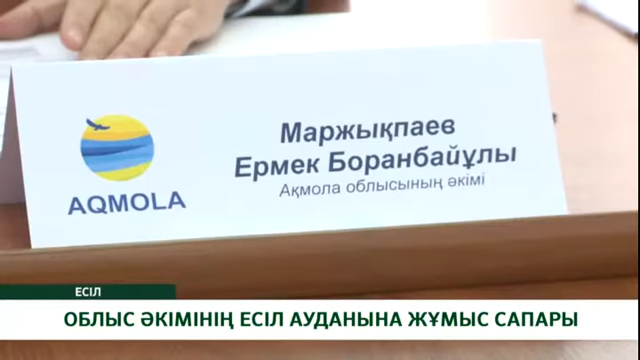 Маржықпаев
Ермек Боранбайұлы
Ақмола облысының әкімі
AQMOLA
ЕСІЛ
ОБЛЫС ӘКІМІНІҢ ЕСІЛ АУДАНЫНА ЖҰМЫС САПАРЫ